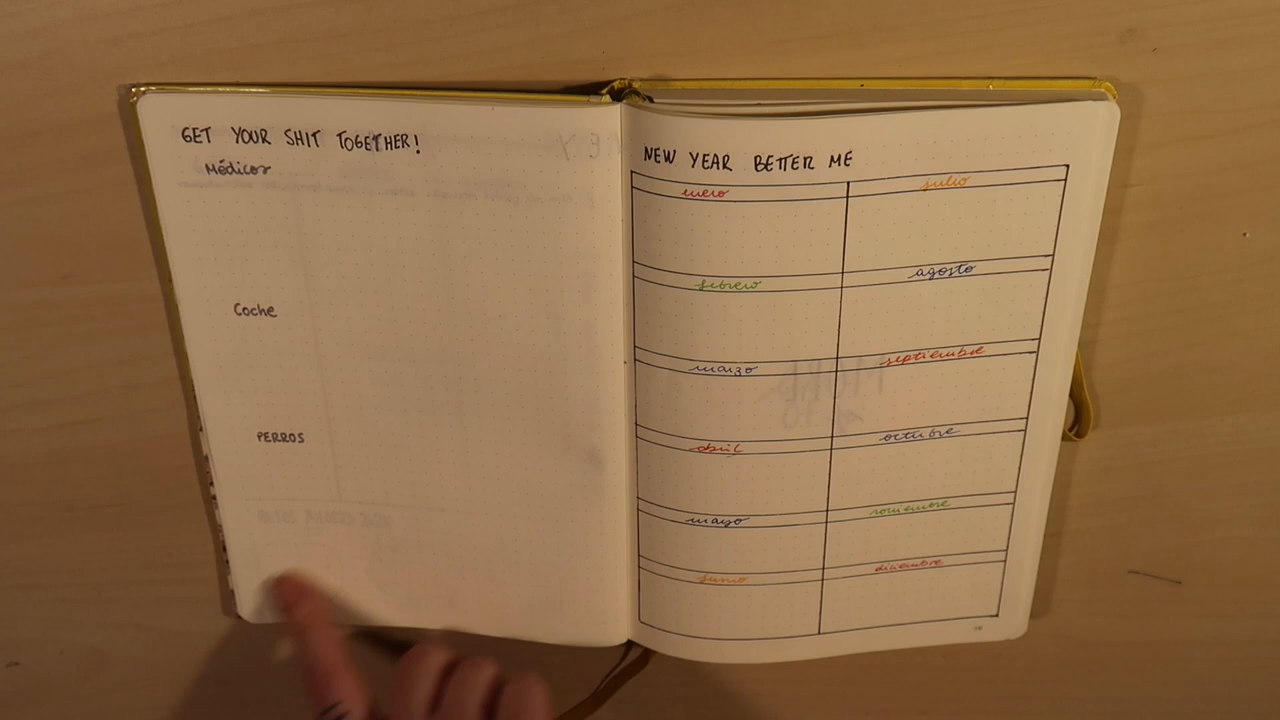 GET YOUR SHIT TOGETHER!
Médicos
Coche
PERROS
NEW YEAR BETTER ME
enero
julio
febrero
agosto
marzo
septiembre
abril
octubre
mayo
noviembre
junio
diciembre